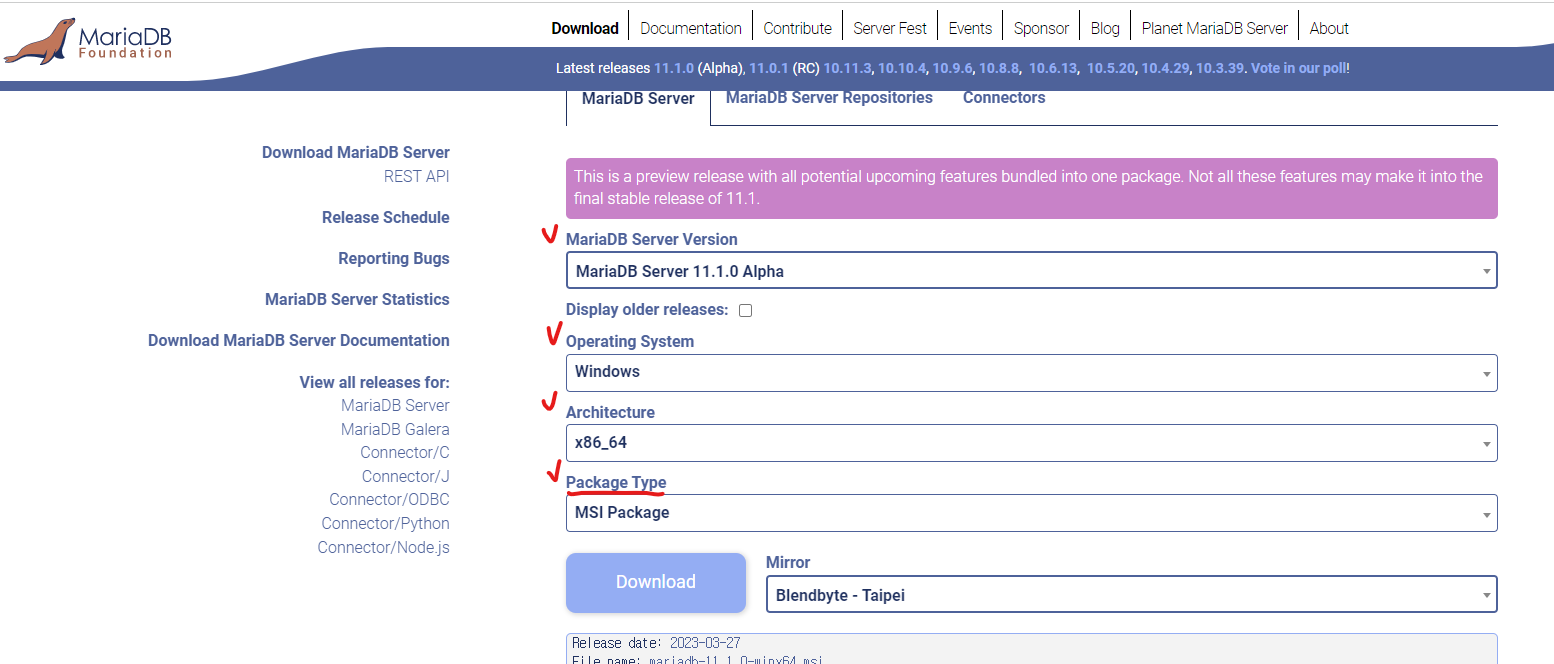 MariaDB
Foundation
Download
Documentation
Contribute
Server Fest
Events
Sponsor
Blog
Planet MariaDB Server
About
Latest releases 11.1.0 (Alpha), 11.0.1 (RC) 10.11.3, 10.10.4, 10.9.6, 10.8.8, 10.6.13, 10.5.20, 10.4.29, 10.3.39. Vote in our poll!
MariaDB Server
MariaDB Server Repositories
Connectors
Download MariaDB Server
REST API
Release Schedule
Reporting Bugs
MariaDB Server Statistics
Download MariaDB Server Documentation
View all releases for:
MariaDB Server
MariaDB Galera
Connector/C
Connector/J
Connector/ODBC
Connector/Python
Connector/Node.js
This is a preview release with all potential upcoming features bundled into one package. Not all these features may make it into the
final stable release of 11.1.
MariaDB Server Version
MariaDB Server 11.1.0 Alpha
Display older releases:
Operating System
Windows
Architecture
x86_64
Package Type
MSI Package
Download
Mirror
Blendbyte - Taipei
Release date: 2023-03-27
File name: mariadb-11.1.0-winx64.msi